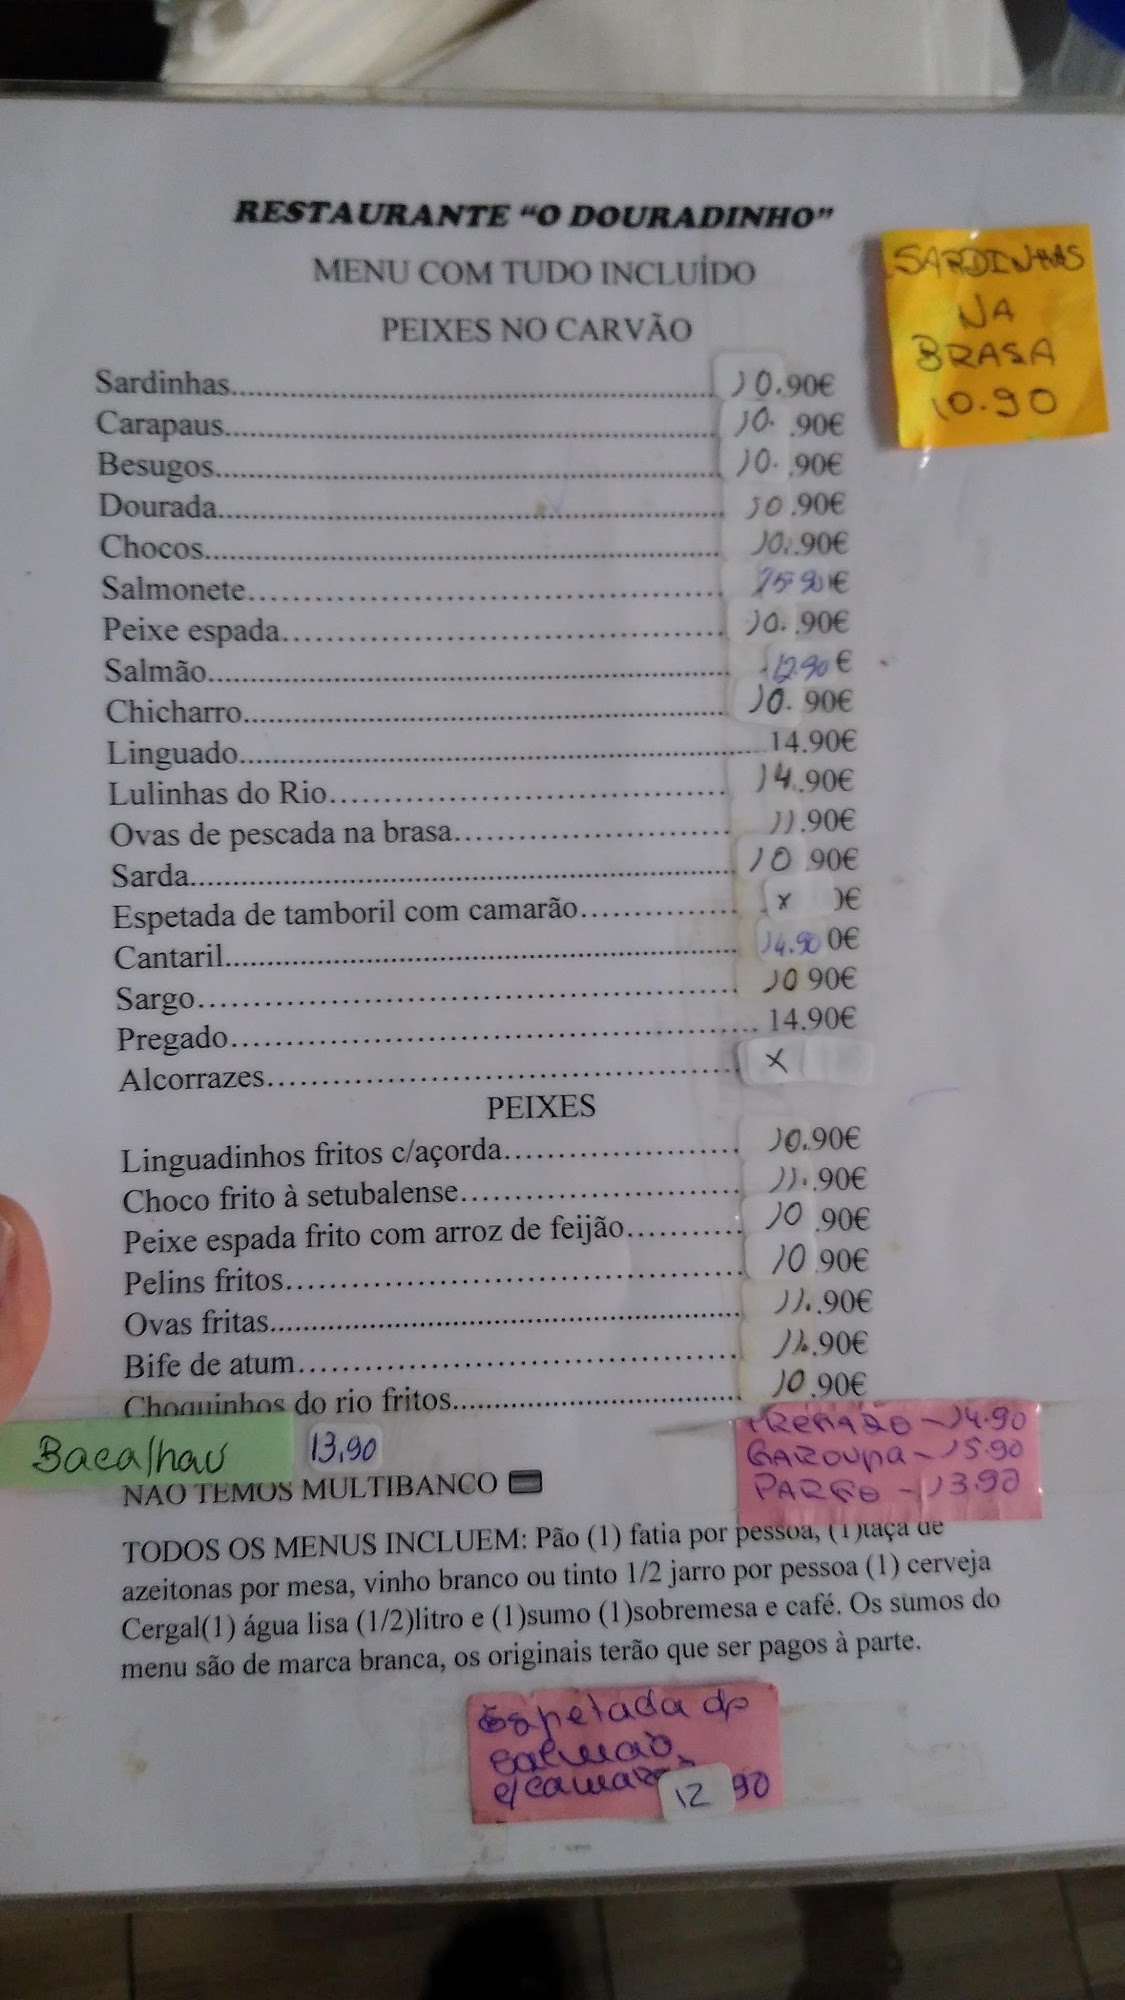 RESTAURANTE “O DOURADINHO”
MENU COM TUDO INCLUÍDO
PEIXES NO CARVÃO
SARDINHAS
NA
BRASA
10.90
Sardinhas..........10.90€
Carapaus..........10. .90€
Besugos..........10. .90€
Dourada..........10.90€
Chocos..........10..90€
Salmonete..........15.90€
Peixe espada..........10. .90€
Salmão..........12.90€
Chicharro..........10. 90€
Linguado..........14.90€
Lulinhas do Rio..........14.90€
Ovas de pescada na brasa..........11.90€
Sarda..........10 90€
Espetada de tamboril com camarão..........x €
Cantaril..........14.90 0€
Sargo..........10 90€
Pregado..........14.90€
Alcorrazes..........x
PEIXES
Linguadinhos fritos c/açorda..........10.90€
Choco frito à setubalense..........11..90€
Peixe espada frito com arroz de feijão..........10 .90€
Pelins fritos..........10 90€
Ovas fritas..........11..90€
Bife de atum..........11.90€
Choquinhos do rio fritos..........10.90€
Bacalhau 13,90
14.90
GAROUPA - 15.90
PARGO - 13.90
NAO TEMOS MULTIBANCO
TODOS OS MENUS INCLUEM: Pão (1) fatia por pessoa, (1)taça de
azeitonas por mesa, vinho branco ou tinto 1/2 jarro por pessoa (1) cerveja
Cergal(1) água lisa (1/2)litro e (1)sumo (1)sobremesa e café. Os sumos do
menu são de marca branca, os originais terão que ser pagos à parte.
Espetada de
salmão
c/camarão 12 90